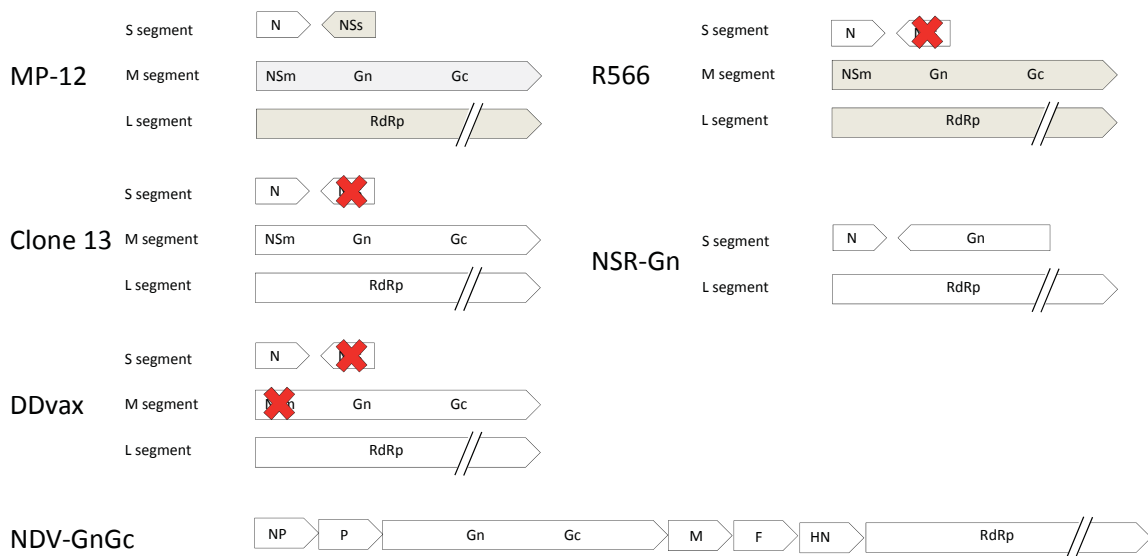 MP-12
S segment
N
NSs
M segment
NSm Gn Gc
L segment
RdRp
R566
S segment
N
M segment
NSm Gn Gc
L segment
RdRp
Clone 13
S segment
N
M segment
NSm Gn Gc
L segment
RdRp
NSR-Gn
S segment
N Gn
L segment
RdRp
DDvax
S segment
N
M segment
Gn Gc
L segment
RdRp
NDV-GnGc
NP P Gn Gc M F HN RdRp